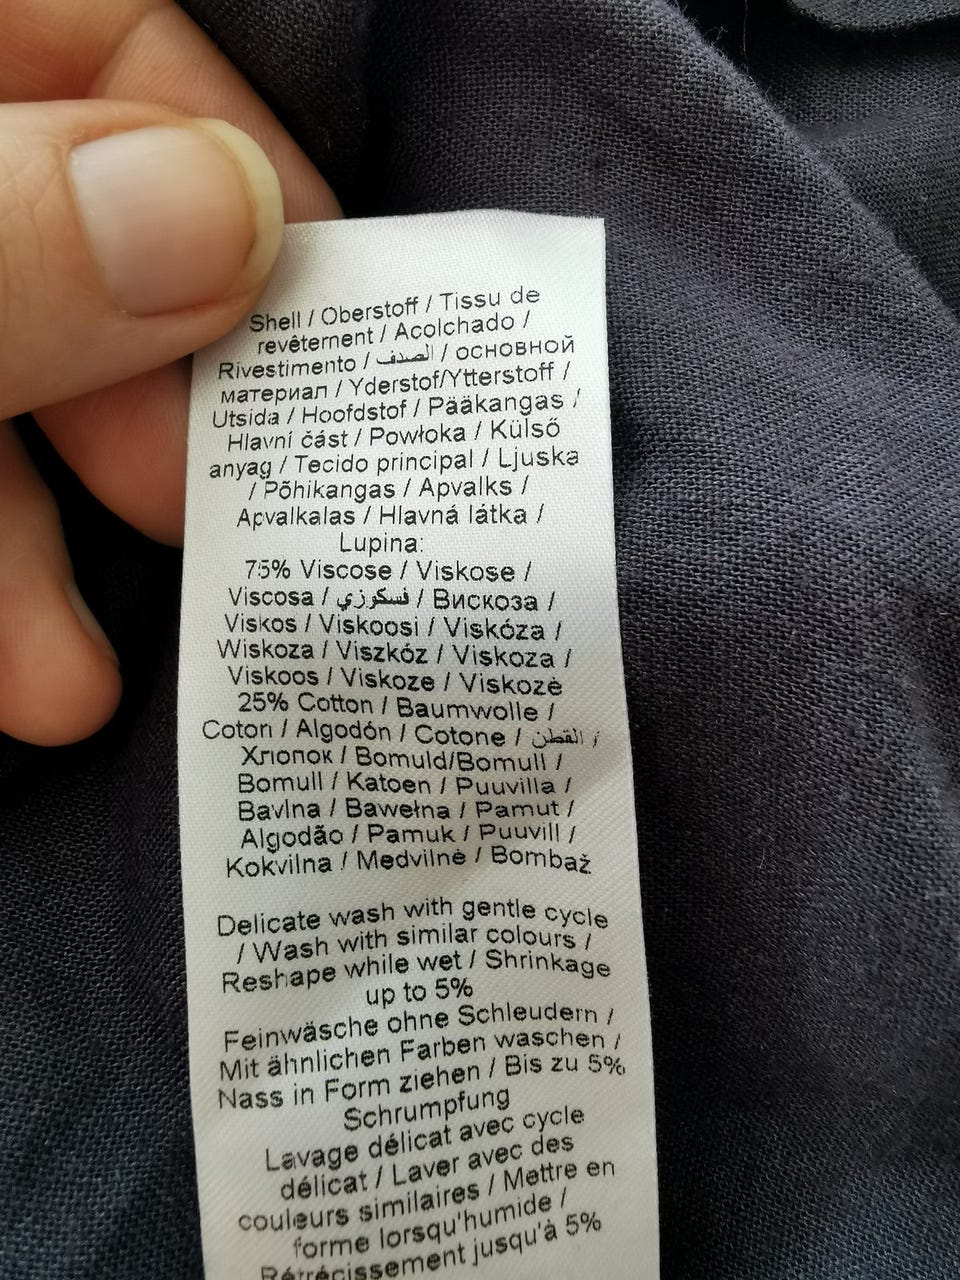 Shell / Oberstoff / Tissu de
revêtement / Acolchado /
Rivestimento / الصدف / основной
материал / Yderstof/Ytterstoff /
Utsida / Hoofdstof / Pääkangas /
Hlavní část / Powłoka / Külső
anyag / Tecido principal / Ljuska
/ Põhikangas / Apvalks /
Apvalkalas / Hlavná látka /
Lupina:
75% Viscose / Viskose /
Viscosa / فسكوزي / Вискоза /
Viskos / Viskoosi / Viskóza /
Wiskoza / Viszkóz / Viskoza /
Viskoos / Viskoze / Viskozė
25% Cotton / Baumwolle /
Coton / Algodón / Cotone / القطن /
Хлопок / Bomuld/Bomull /
Bomull / Katoen / Puuvilla /
Bavlna / Bawełna / Pamut /
Algodão / Pamuk / Puuvill /
Kokvilna / Medvilnė / Bombaž
Delicate wash with gentle cycle
/ Wash with similar colours /
Reshape while wet / Shrinkage
up to 5%
Feinwäsche ohne Schleudern /
Mit ähnlichen Farben waschen /
Nass in Form ziehen / Bis zu 5%
Schrumpfung
Lavage délicat avec cycle
délicat / Laver avec des
couleurs similaires / Mettre en
forme lorsqu'humide /
Rétrécissement jusqu'à 5%